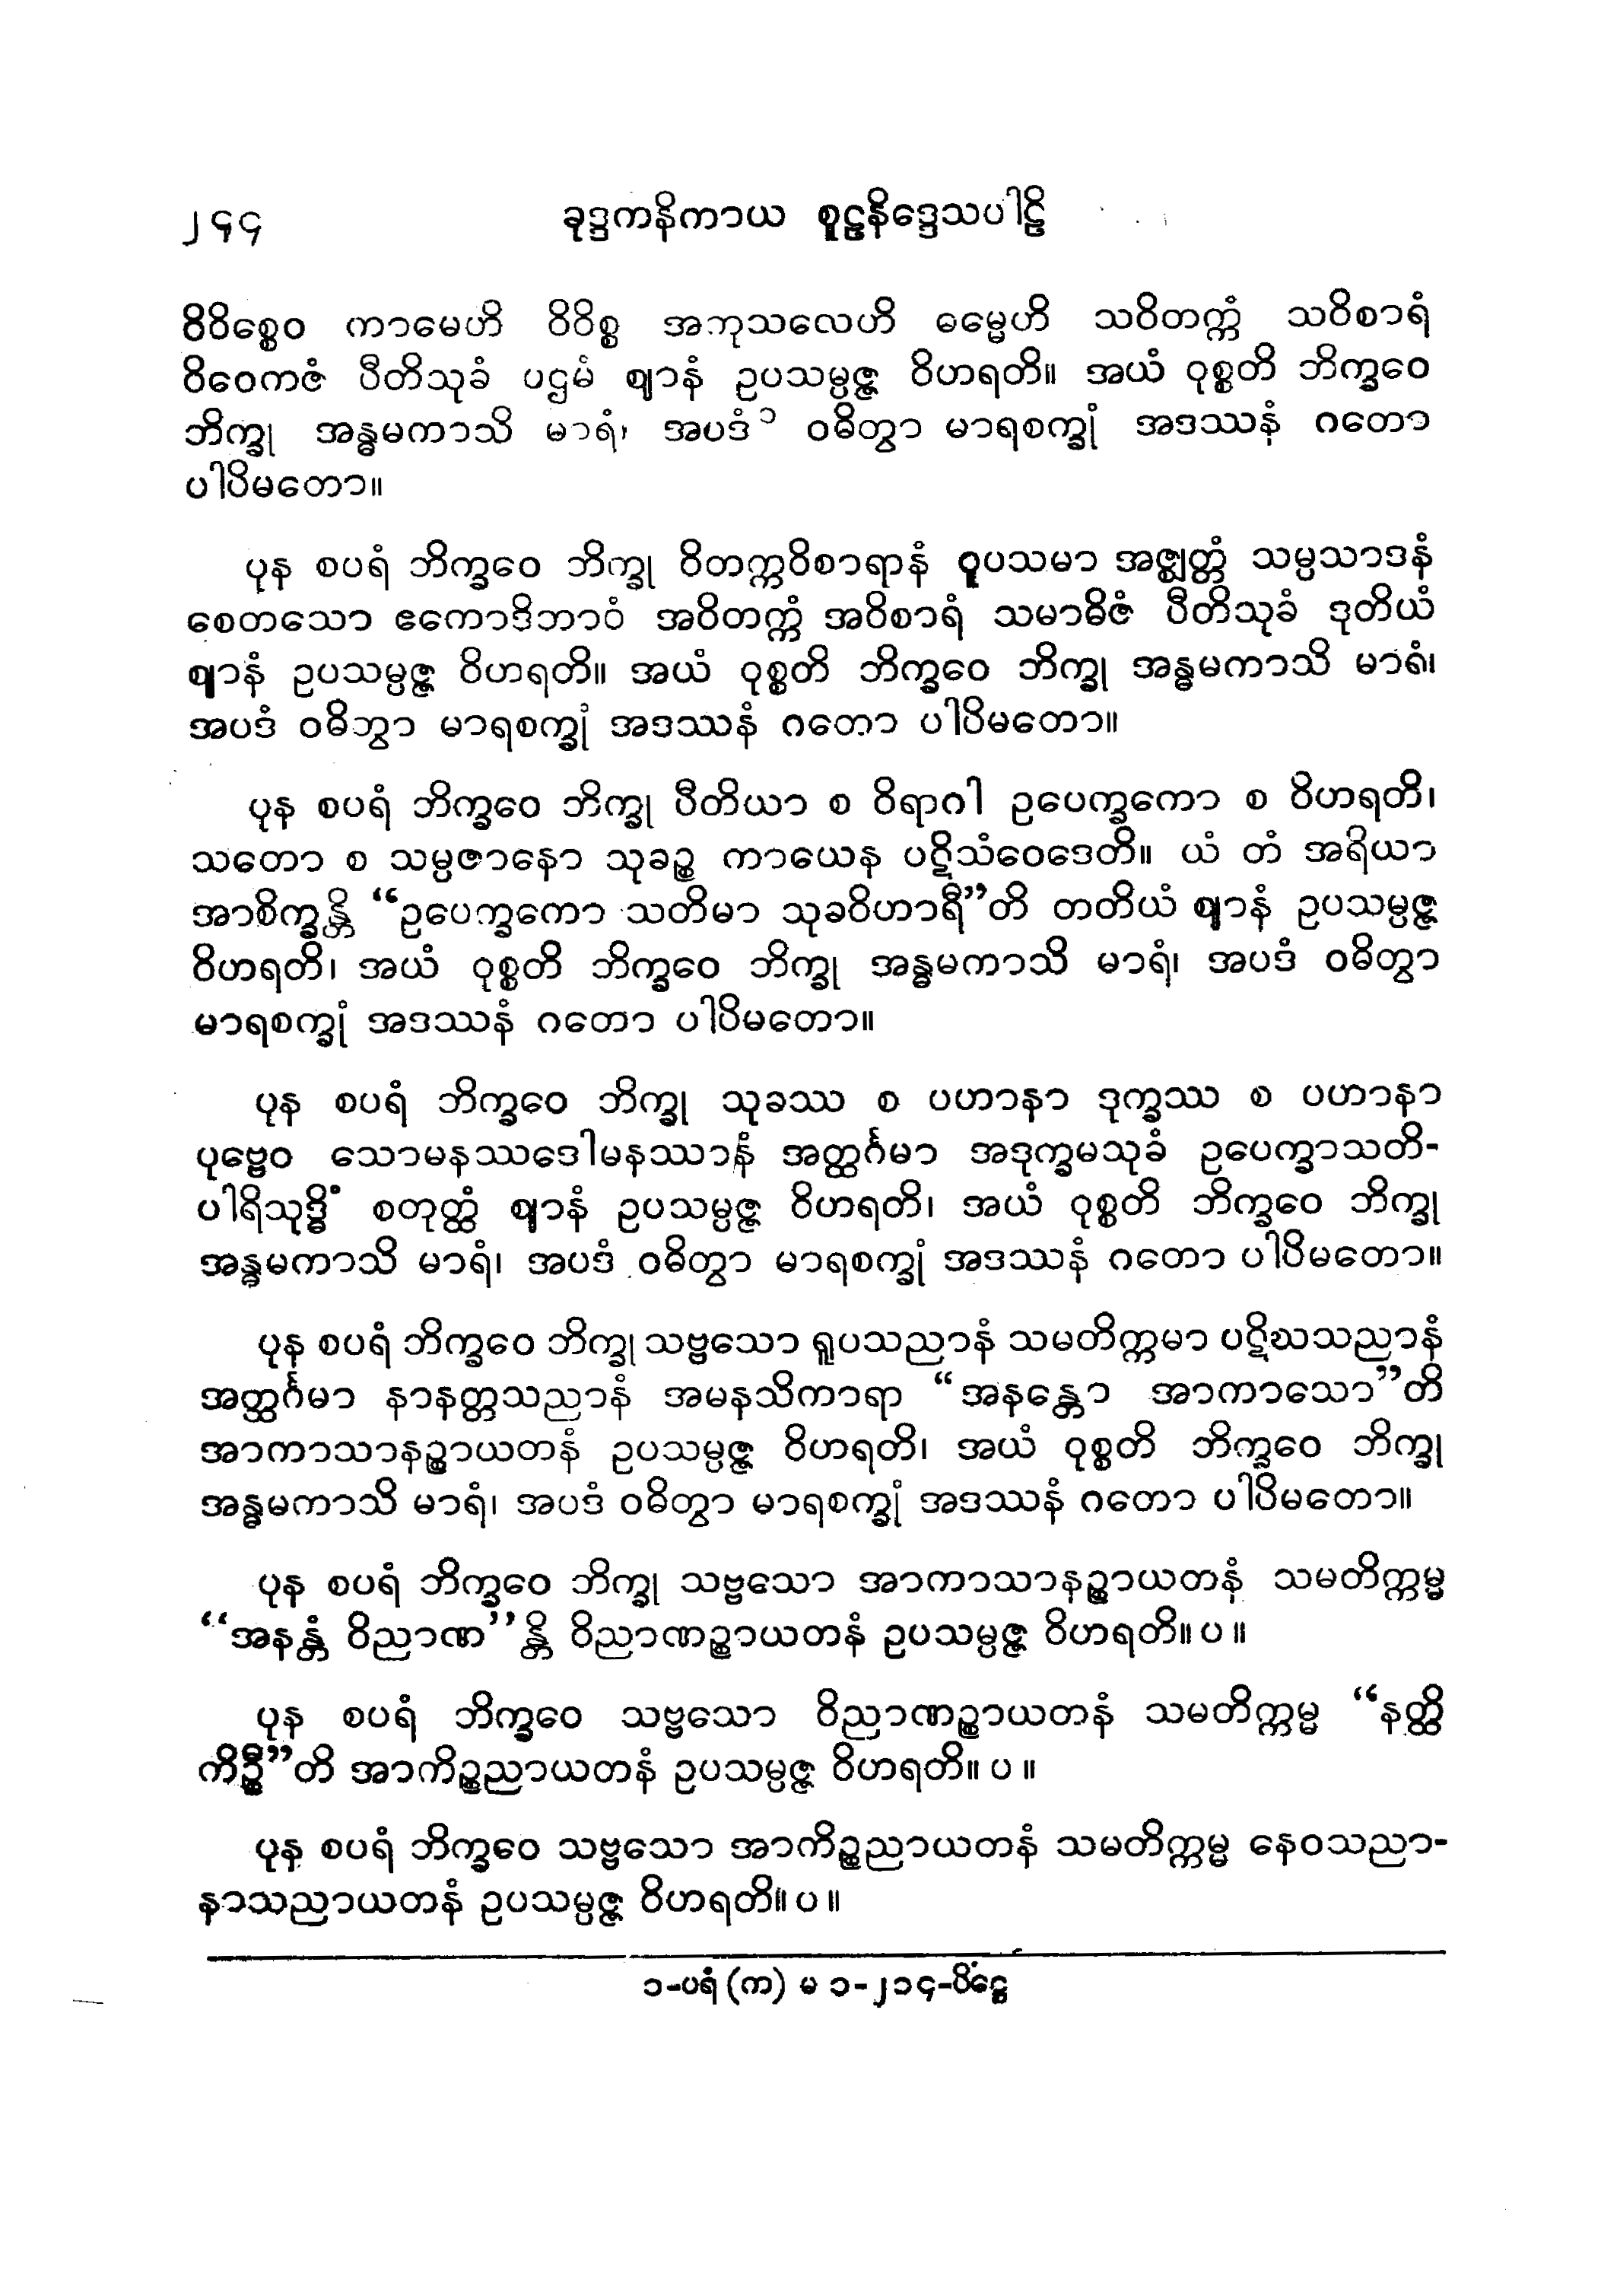 ၂၄၄ ခုဒ္ဒကနိကာယ စူဠနိဒ္ဒေသပါဠိ
ဝိဝိစ္စေဝ ကာမေဟိ ဝိဝိစ္စ အကုသလေဟိ ဓမ္မေဟိ သဝိတက္ကံ သဝိစာရံ
ဝိဝေကဇံ ပီတိသုခံ ပဌမံ ဈာနံ ဥပသမ္ပဇ္ဇ ဝိဟရတိ။ အယံ ဝုစ္စတိ ဘိက္ခဝေ
ဘိက္ခု အန္ဓမကာသိ မာရံ၊ အပဒံ ၁ ဝဓိတွာ မာရစက္ခုံ အဒဿနံ ဂတော
ပါပိမတော။
ပုန စပရံ ဘိက္ခဝေ ဘိက္ခု ဝိတက္ကဝိစာရာနံ ဝူပသမာ အဇ္ဈတ္တံ သမ္ပသာဒနံ
စေတသော ဧကောဒိဘာဝံ အဝိတက္ကံ အဝိစာရံ သမာဓိဇံ ပီတိသုခံ ဒုတိယံ
ဈာနံ ဥပသမ္ပဇ္ဇ ဝိဟရတိ။ အယံ ဝုစ္စတိ ဘိက္ခဝေ ဘိက္ခု အန္ဓမကာသိ မာရံ၊
အပဒံ ဝဓိတွာ မာရစက္ခုံ အဒဿနံ ဂတော ပါပိမတော။
ပုန စပရံ ဘိက္ခဝေ ဘိက္ခု ပီတိယာ စ ဝိရာဂါ ဥပေက္ခကော စ ဝိဟရတိ၊
သတော စ သမ္ပဇာနော သုခဉ္စ ကာယေန ပဋိသံဝေဒေတိ။ ယံ တံ အရိယာ
အာစိက္ခန္တိ “ဥပေက္ခကော သတိမာ သုခဝိဟာရီ”တိ တတိယံ ဈာနံ ဥပသမ္ပဇ္ဇ
ဝိဟရတိ၊ အယံ ဝုစ္စတိ ဘိက္ခဝေ ဘိက္ခု အန္ဓမကာသိ မာရံ၊ အပဒံ ဝဓိတွာ
မာရစက္ခုံ အဒဿနံ ဂတော ပါပိမတော။
ပုန စပရံ ဘိက္ခဝေ ဘိက္ခု သုခဿ စ ပဟာနာ ဒုက္ခဿ စ ပဟာနာ
ပုဗ္ဗေဝ သောမနဿဒေါမနဿာနံ အတ္ထင်္ဂမာ အဒုက္ခမသုခံ ဥပေက္ခာသတိ-
ပါရိသုဒ္ဓိံ စတုတ္ထံ ဈာနံ ဥပသမ္ပဇ္ဇ ဝိဟရတိ၊ အယံ ဝုစ္စတိ ဘိက္ခဝေ ဘိက္ခု
အန္ဓမကာသိ မာရံ၊ အပဒံ ဝဓိတွာ မာရစက္ခုံ အဒဿနံ ဂတော ပါပိမတော။
ပုန စပရံ ဘိက္ခဝေ ဘိက္ခု သဗ္ဗသော ရူပသညာနံ သမတိက္ကမာ ပဋိဃသညာနံ
အတ္ထင်္ဂမာ နာနတ္တသညာနံ အမနသိကာရာ “အနန္တော အာကာသော”တိ
အာကာသာနဉ္စာယတနံ ဥပသမ္ပဇ္ဇ ဝိဟရတိ၊ အယံ ဝုစ္စတိ ဘိက္ခဝေ ဘိက္ခု
အန္ဓမကာသိ မာရံ၊ အပဒံ ဝဓိတွာ မာရစက္ခုံ အဒဿနံ ဂတော ပါပိမတော။
ပုန စပရံ ဘိက္ခဝေ ဘိက္ခု သဗ္ဗသော အာကာသာနဉ္စာယတနံ သမတိက္ကမ္မ
“အနန္တံ ဝိညာဏ”န္တိ ဝိညာဏဉ္စာယတနံ ဥပသမ္ပဇ္ဇ ဝိဟရတိ။ ပ ။
ပုန စပရံ ဘိက္ခဝေ သဗ္ဗသော ဝိညာဏဉ္စာယတနံ သမတိက္ကမ္မ “နတ္ထိ
ကိဉ္စီ”တိ အာကိဉ္စညာယတနံ ဥပသမ္ပဇ္ဇ ဝိဟရတိ။ ပ ။
ပုန စပရံ ဘိက္ခဝေ သဗ္ဗသော အာကိဉ္စညာယတနံ သမတိက္ကမ္မ နေဝသညာ-
နာသညာယတနံ ဥပသမ္ပဇ္ဇ ဝိဟရတိ။ ပ ။
၁-ပရံ (က) မ ၁-၂၁၄-ပိဋ္ဌေ